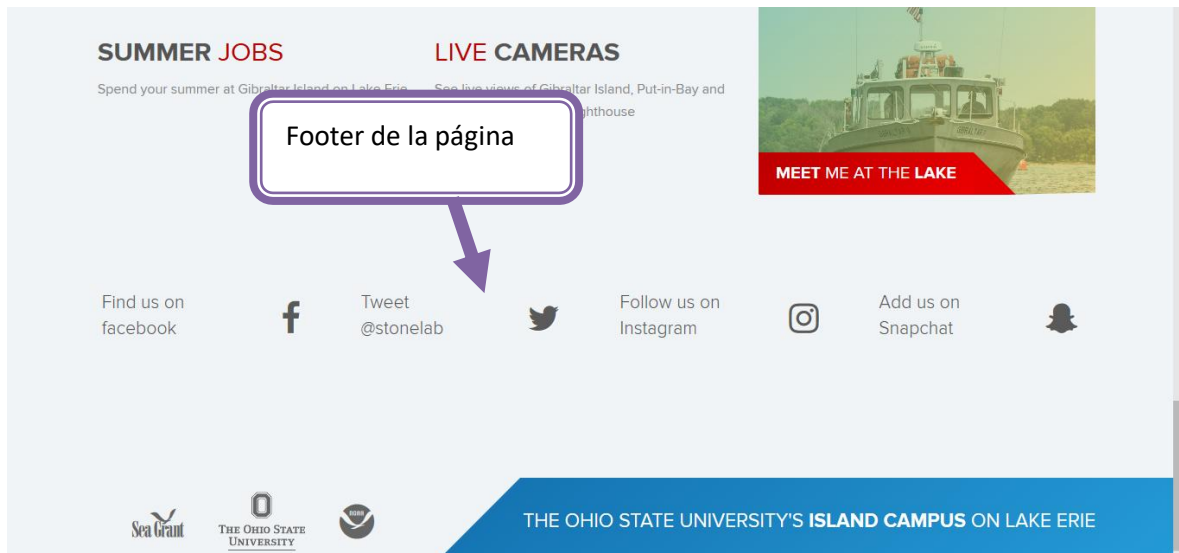 SUMMER JOBS
Spend your summer at Gibraltar Island on Lake Erie
LIVE CAMERAS
See live views of Gibraltar Island, Put-in-Bay and
ghthouse
Footer de la página
MEET ME AT THE LAKE
Find us on
facebook
Tweet
@stonelab
Follow us on
Instagram
Add us on
Snapchat
Sea Grant
THE OHIO STATE
UNIVERSITY
NOAA
THE OHIO STATE UNIVERSITY'S ISLAND CAMPUS ON LAKE ERIE